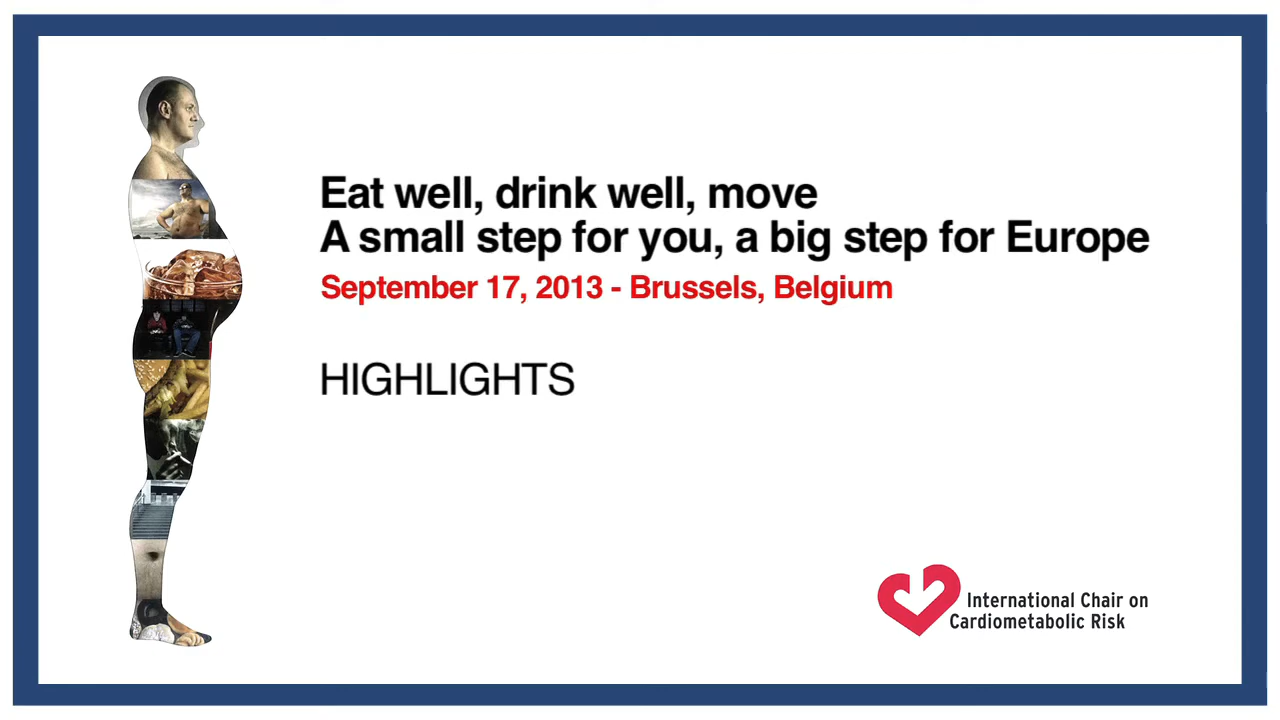 Eat well, drink well, move
A small step for you, a big step for Europe
September 17, 2013 - Brussels, Belgium
HIGHLIGHTS
International Chair on
Cardiometabolic Risk